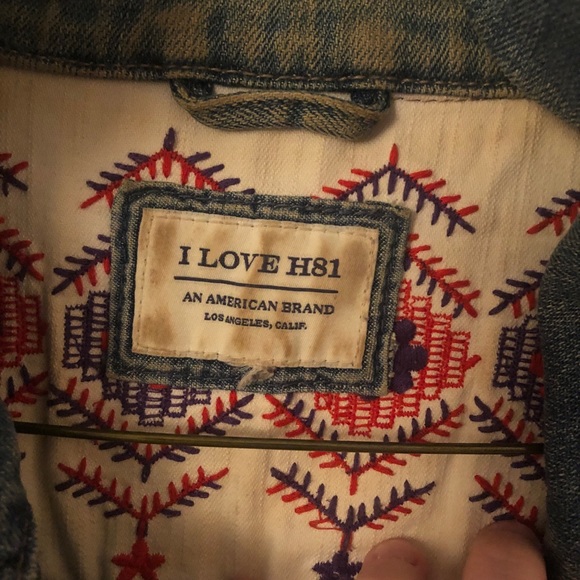 I LOVE H81
AN AMERICAN BRAND
LOS ANGELES, CALIF.